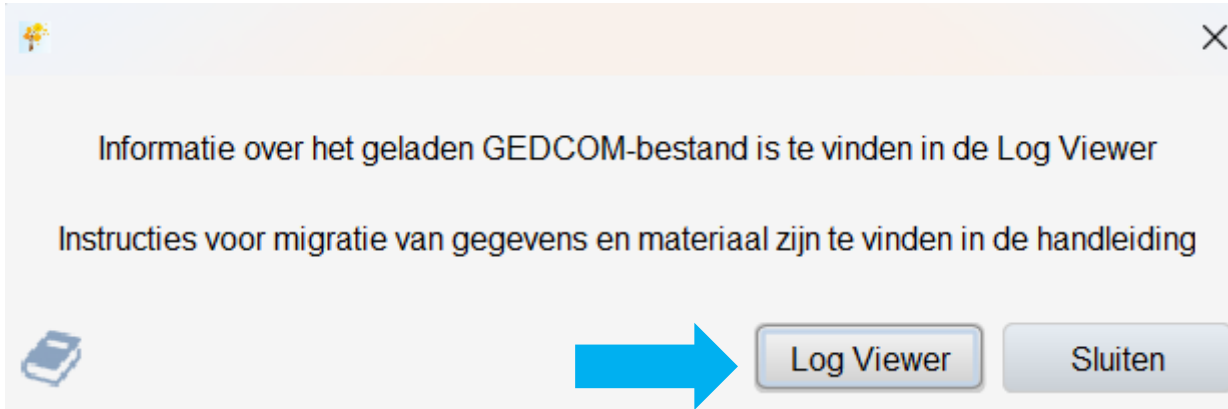 Informatie over het geladen GEDCOM-bestand is te vinden in de Log Viewer
Instructies voor migratie van gegevens en materiaal zijn te vinden in de handleiding
Log Viewer
Sluiten